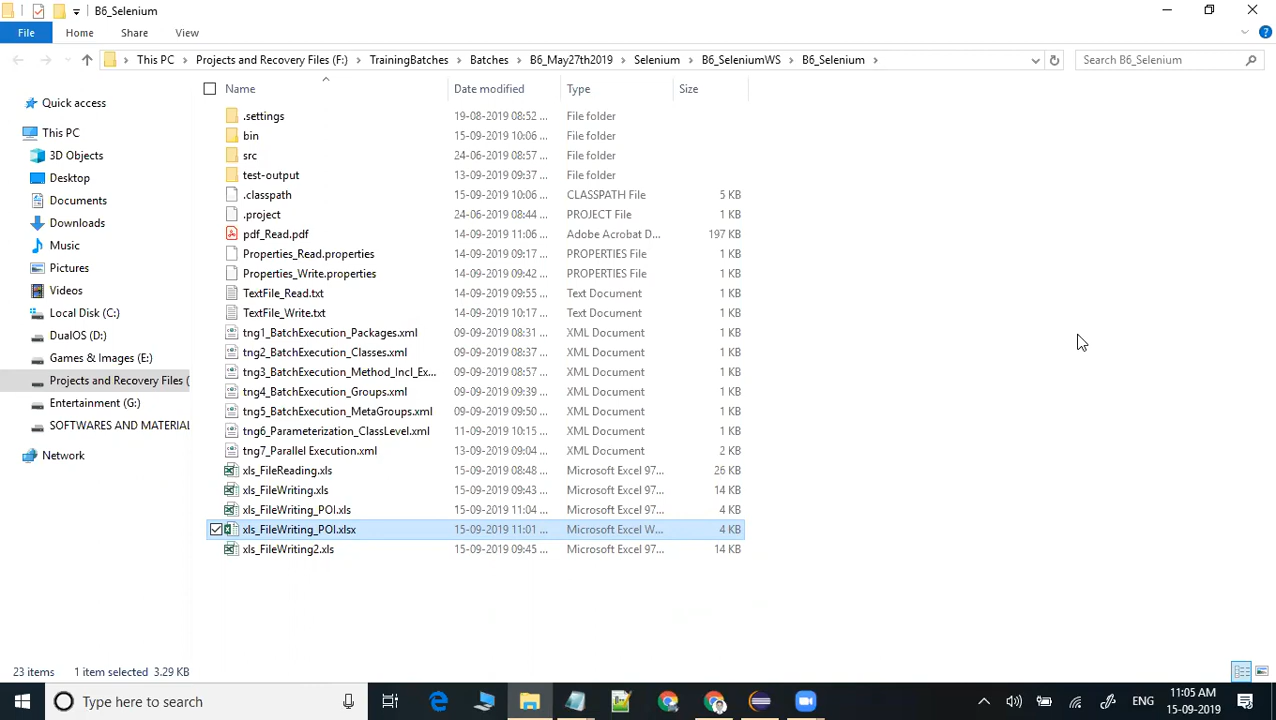 B6_Selenium
File Home Share View
This PC Projects and Recovery Files (F:) TrainingBatches Batches B6_May27th2019 Selenium B6_SeleniumWS B6_Selenium Search B6_Selenium
Name Date modified Type Size
Quick access
This PC
3D Objects
Desktop
Documents
Downloads
Music
Pictures
Videos
Local Disk (C:)
DualOS (D:)
Games & Images (E:)
Projects and Recovery Files (
Entertainment (G:)
SOFTWARES AND MATERIAL
Network
.settings 19-08-2019 08:52 ... File folder
bin 15-09-2019 10:06 ... File folder
src 24-06-2019 08:57 ... File folder
test-output 13-09-2019 09:37 ... File folder
.classpath 15-09-2019 10:06 ... CLASSPATH File 5 KB
.project 24-06-2019 08:44 ... PROJECT File 1 KB
pdf_Read.pdf 14-09-2019 11:06 ... Adobe Acrobat D... 197 KB
Properties_Read.properties 14-09-2019 09:17 ... PROPERTIES File 1 KB
Properties_Write.properties 14-09-2019 09:42 ... PROPERTIES File 1 KB
TextFile_Read.txt 14-09-2019 09:55 ... Text Document 1 KB
TextFile_Write.txt 14-09-2019 10:17 ... Text Document 1 KB
tng1_BatchExecution_Packages.xml 09-09-2019 08:31 ... XML Document 1 KB
tng2_BatchExecution_Classes.xml 09-09-2019 08:37 ... XML Document 1 KB
tng3_BatchExecution_Method_Incl_Ex... 09-09-2019 08:57 ... XML Document 1 KB
tng4_BatchExecution_Groups.xml 09-09-2019 09:39 ... XML Document 1 KB
tng5_BatchExecution_MetaGroups.xml 09-09-2019 09:50 ... XML Document 1 KB
tng6_Parameterization_ClassLevel.xml 11-09-2019 10:15 ... XML Document 1 KB
tng7_Parallel Execution.xml 13-09-2019 09:04 ... XML Document 2 KB
xls_FileReading.xls 15-09-2019 08:48 ... Microsoft Excel 97... 26 KB
xls_FileWriting.xls 15-09-2019 09:43 ... Microsoft Excel 97... 14 KB
xls_FileWriting_POI.xls 15-09-2019 11:04 ... Microsoft Excel 97... 4 KB
xls_FileWriting_POI.xlsx 15-09-2019 11:01 ... Microsoft Excel W... 4 KB
xls_FileWriting2.xls 15-09-2019 09:45 ... Microsoft Excel 97... 14 KB
23 items 1 item selected 3.29 KB
Type here to search
ENG
11:05 AM
15-09-2019